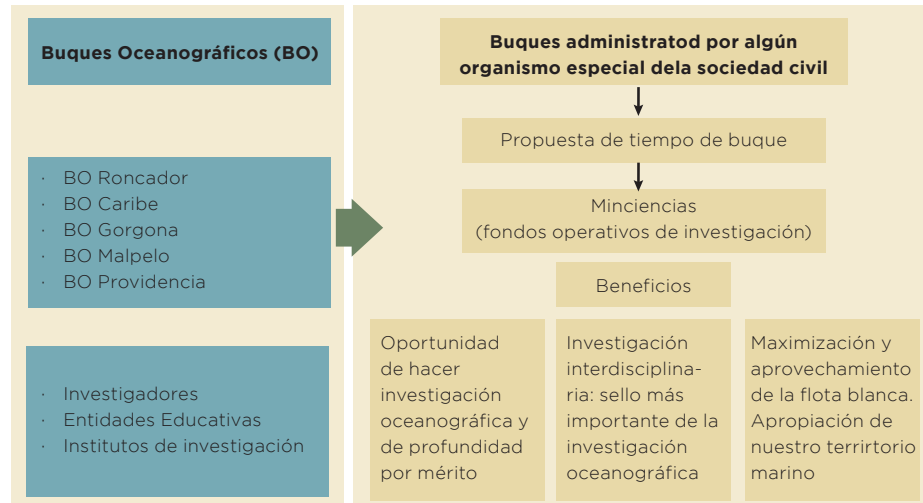 Buques Oceanográficos (BO)
· BO Roncador
· BO Caribe
· BO Gorgona
· BO Malpelo
· BO Providencia
· Investigadores
· Entidades Educativas
· Institutos de investigación
Buques administratod por algún
organismo especial dela sociedad civil
Propuesta de tiempo de buque
Minciencias
(fondos operativos de investigación)
Beneficios
Oportunidad
de hacer
investigación
oceanográfica y
de profundidad
por mérito
Investigación
interdisciplina-
ria: sello más
importante de la
investigación
oceanográfica
Maximización y
aprovechamiento
de la flota blanca.
Apropiación de
nuestro terrirtorio
marino